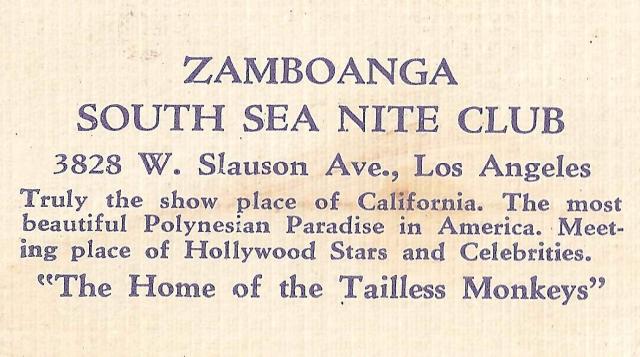 ZAMBOANGA
SOUTH SEA NITE CLUB
3828 W. Slauson Ave., Los Angeles
Truly the show place of California. The most
beautiful Polynesian Paradise in America. Meet-
ing place of Hollywood Stars and Celebrities.
"The Home of the Tailless Monkeys"